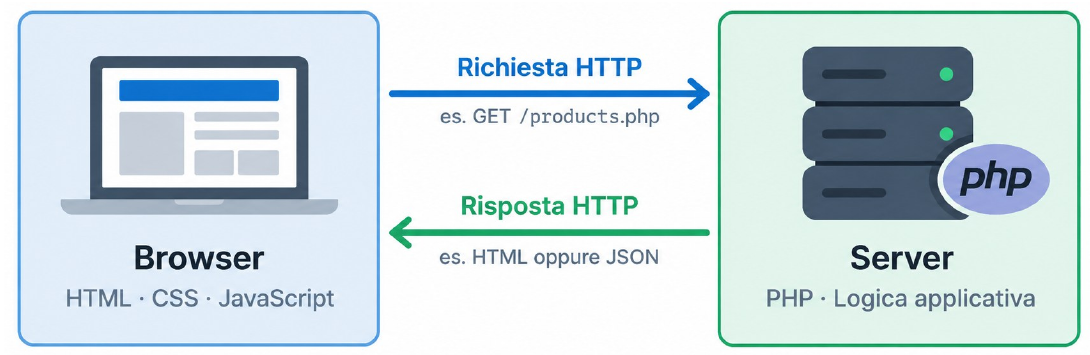 Richiesta HTTP
es. GET /products.php
php
Risposta HTTP
es. HTML oppure JSON
Browser
HTML · CSS · JavaScript
Server
PHP · Logica applicativa